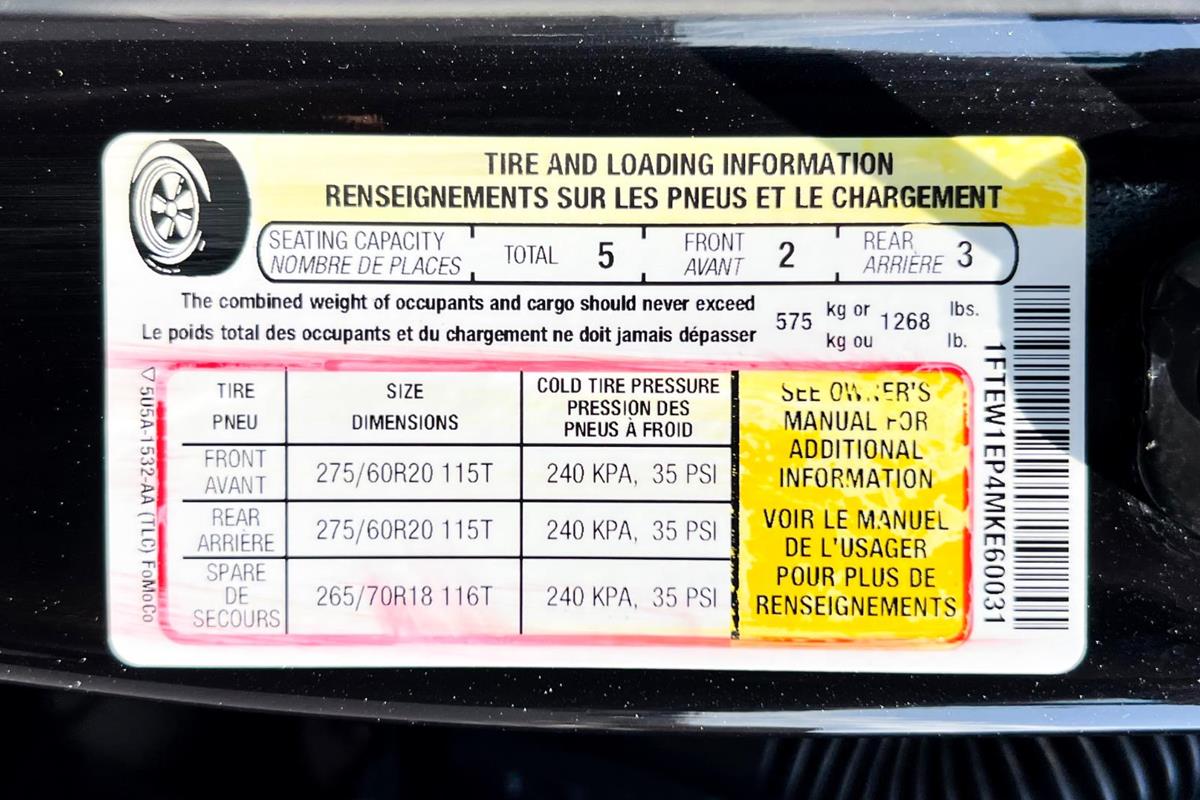 TIRE AND LOADING INFORMATION
RENSEIGNEMENTS SUR LES PNEUS ET LE CHARGEMENT
SEATING CAPACITY
NOMBRE DE PLACES
TOTAL 5
FRONT
AVANT 2
REAR
ARRIÈRE 3
The combined weight of occupants and cargo should never exceed
Le poids total des occupants et du chargement ne doit jamais dépasser
575 kg or 1268 lbs.
kg ou lb.
TIRE
PNEU
SIZE
DIMENSIONS
COLD TIRE PRESSURE
PRESSION DES
PNEUS À FROID
FRONT
AVANT
275/60R20 115T
240 KPA, 35 PSI
REAR
ARRIÈRE
275/60R20 115T
240 KPA, 35 PSI
SPARE
DE
SECOURS
265/70R18 116T
240 KPA, 35 PSI
SEE OWNER'S
MANUAL FOR
ADDITIONAL
INFORMATION
VOIR LE MANUEL
DE L'USAGER
POUR PLUS DE
RENSEIGNEMENTS
5U5A-1532-AA (TLC) FoMoCo
1FTEW1EP4MKE60031